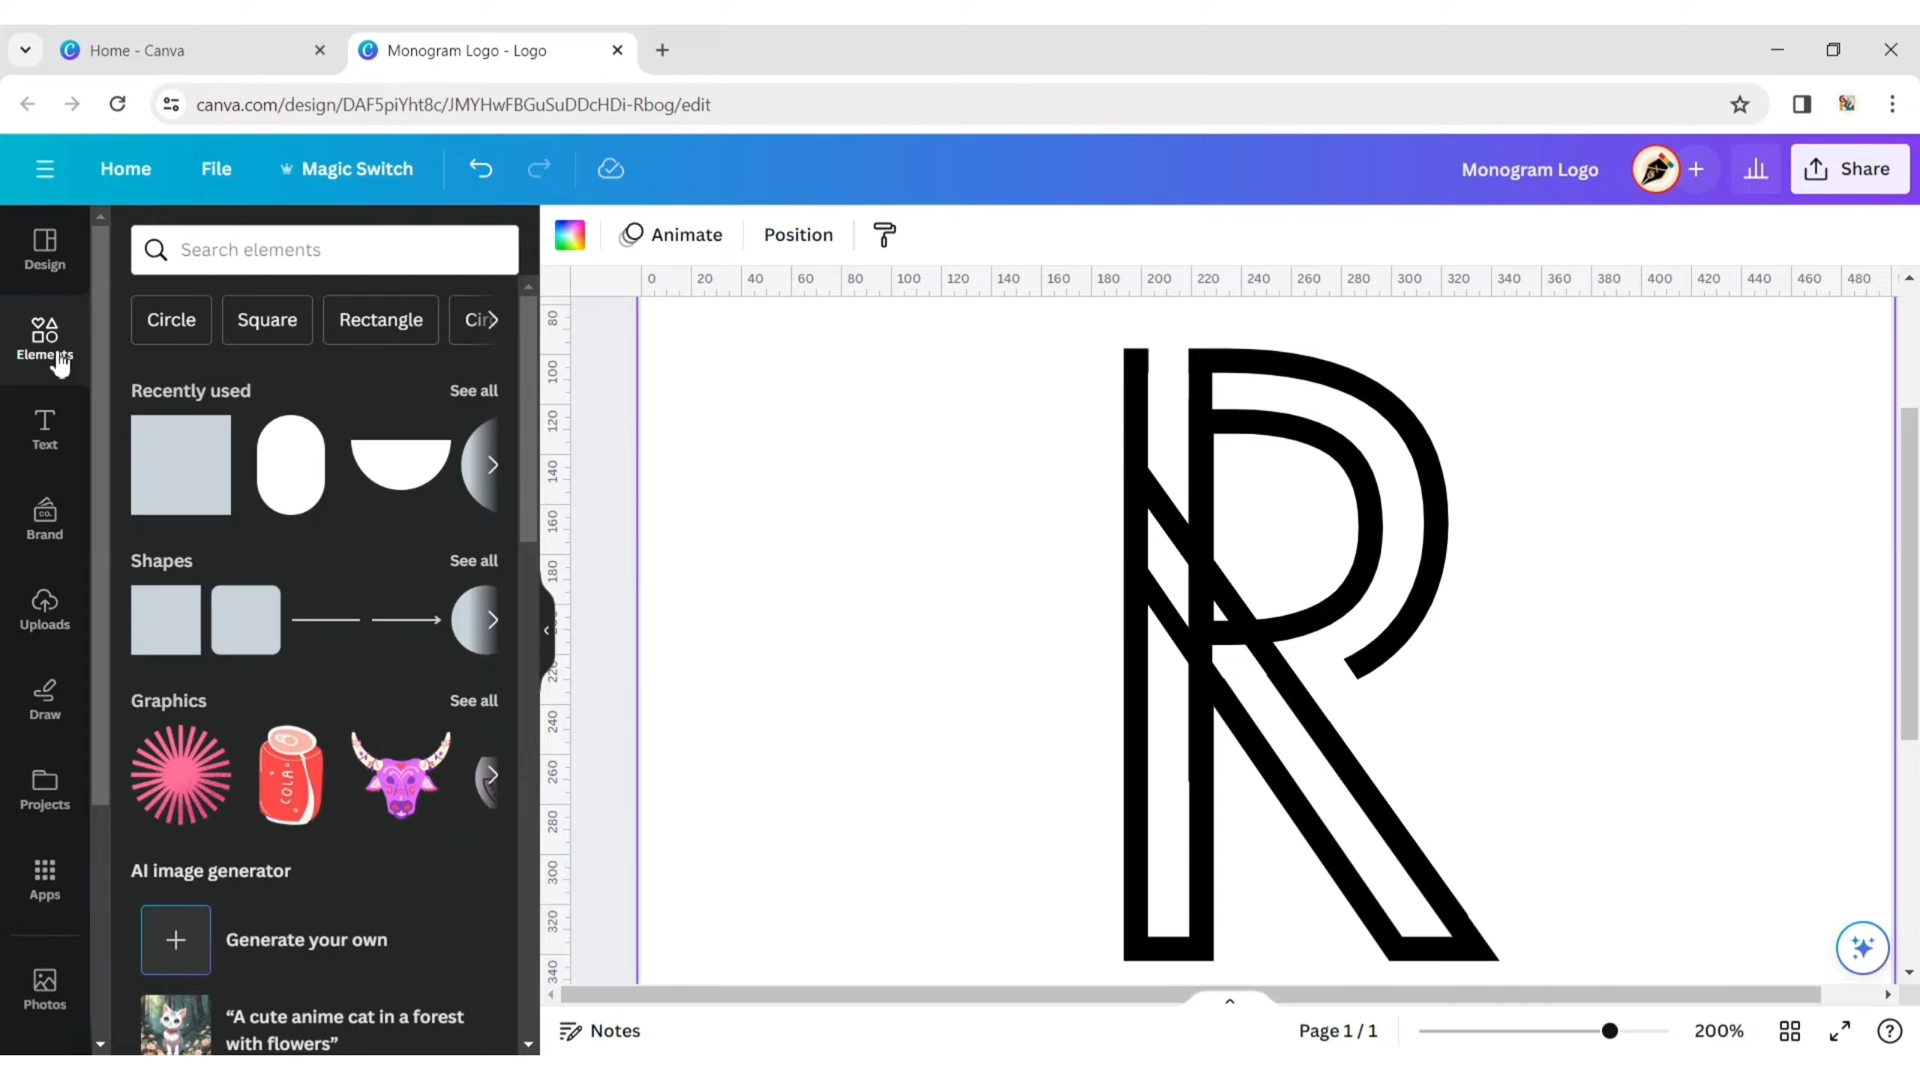 Home - Canva
Monogram Logo - Logo
canva.com/design/DAF5piYht8c/JMYHwFBGuSuDDcHDi-Rbog/edit
Home
File
Magic Switch
Monogram Logo
Share
Design
Elements
Text
CO.
Brand
Uploads
Draw
Projects
Apps
Photos
Search elements
Circle
Square
Rectangle
Recently used
See all
Shapes
See all
Graphics
See all
COLA
AI image generator
Generate your own
“A cute anime cat in a forest
with flowers”
Animate
Position
0 20 40 60 80 100 120 140 160 180 200 220 240 260 280 300 320 340 360 380 400 420 440 460 480
80
100
120
140
160
180
220
240
260
280
300
320
340
R
Notes
Page 1 / 1
200%